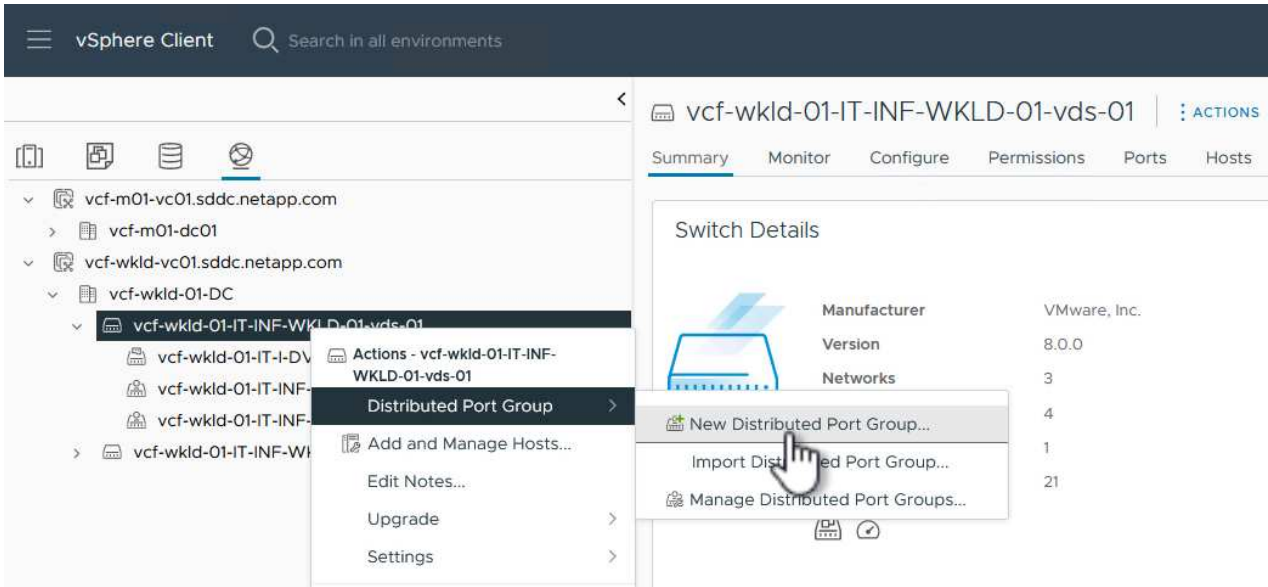 vSphere Client
Search in all environments
vcf-m01-vc01.sddc.netapp.com
vcf-m01-dc01
vcf-wkld-vc01.sddc.netapp.com
vcf-wkld-01-DC
vcf-wkld-01-IT-INF-WKLD-01-vds-01
vcf-wkld-01-IT-I-DV
vcf-wkld-01-IT-INF-
vcf-wkld-01-IT-INF-
vcf-wkld-01-IT-INF-W
Actions - vcf-wkld-01-IT-INF-
WKLD-01-vds-01
Distributed Port Group
Add and Manage Hosts...
Edit Notes...
Upgrade
Settings
New Distributed Port Group...
Import Distributed Port Group...
Manage Distributed Port Groups...
vcf-wkld-01-IT-INF-WKLD-01-vds-01
ACTIONS
Summary Monitor Configure Permissions Ports Hosts
Switch Details
Manufacturer VMware, Inc.
Version 8.0.0
Networks 3
4
1
21